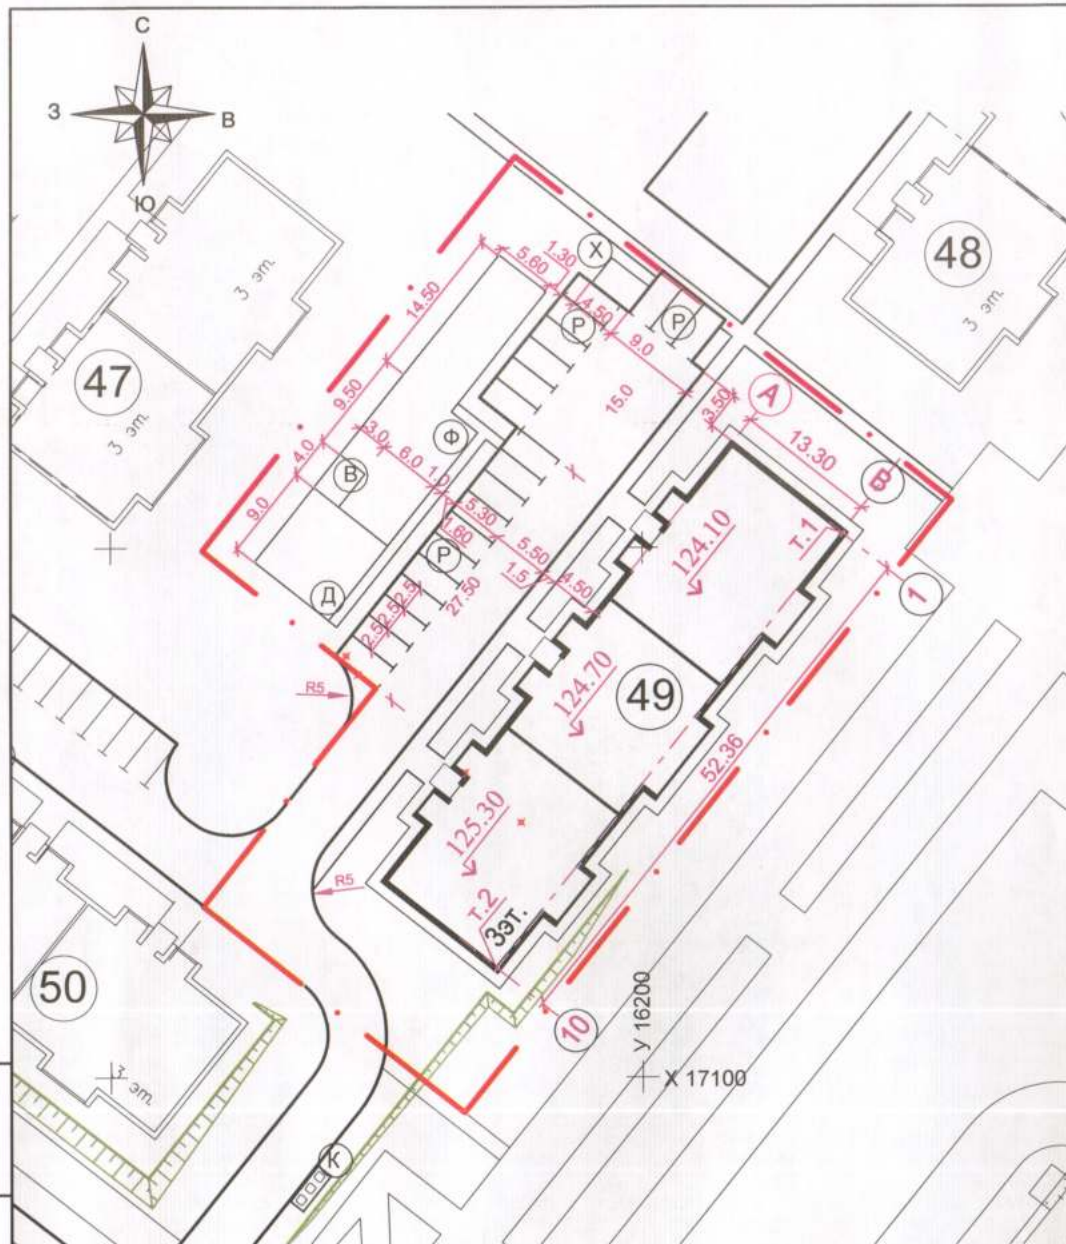 С
З
В
Ю
Х
1.30
5.60
4.50
Р
Р
9.0
14.50
3 эт.
48
3 эт.
47
3 эт.
9.50
15.0
3.50
А
13.30
В
3.0
Ф
6.0
4.0
В
1.0
9.0
5.30
1.60
Р
5.50
1.5
4.50
124.10
т.1
1
Д
2.5
2.5
2.5
27.50
R5
124.70
49
52.36
125.30
R5
т.2
3эт.
50
10
У 16200
Х 17100
3 эт.
К